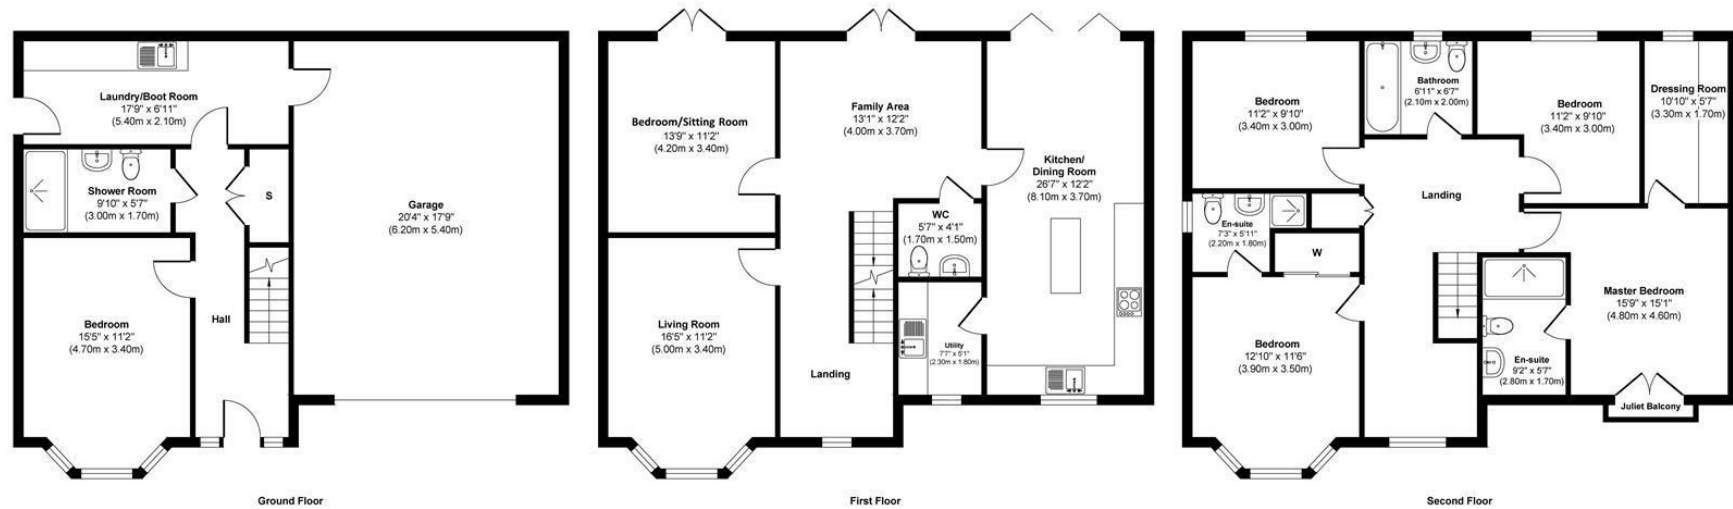 Laundry/Boot Room
17'9" x 6'11"
(5.40m x 2.10m)
Shower Room
9'10" x 5'7"
(3.00m x 1.70m)
S
Garage
20'4" x 17'9"
(6.20m x 5.40m)
Bedroom
15'5" x 11'2"
(4.70m x 3.40m)
Hall
Ground Floor
Bedroom/Sitting Room
13'9" x 11'2"
(4.20m x 3.40m)
Family Area
13'1" x 12'2"
(4.00m x 3.70m)
Kitchen/
Dining Room
26'7" x 12'2"
(8.10m x 3.70m)
WC
5'7" x 4'1"
(1.70m x 1.50m)
Living Room
16'5" x 11'2"
(5.00m x 3.40m)
Utility
7'7" x 5'1"
(2.30m x 1.80m)
Landing
First Floor
Bedroom
11'2" x 9'10"
(3.40m x 3.00m)
Bathroom
6'11" x 6'7"
(2.10m x 2.00m)
Bedroom
11'2" x 9'10"
(3.40m x 3.00m)
Dressing Room
10'10" x 5'7"
(3.30m x 1.70m)
Landing
En-suite
7'3" x 5'11"
(2.20m x 1.80m)
W
Master Bedroom
15'9" x 15'1"
(4.80m x 4.60m)
Bedroom
12'10" x 11'6"
(3.90m x 3.50m)
En-suite
9'2" x 5'7"
(2.80m x 1.70m)
Juliet Balcony
Second Floor